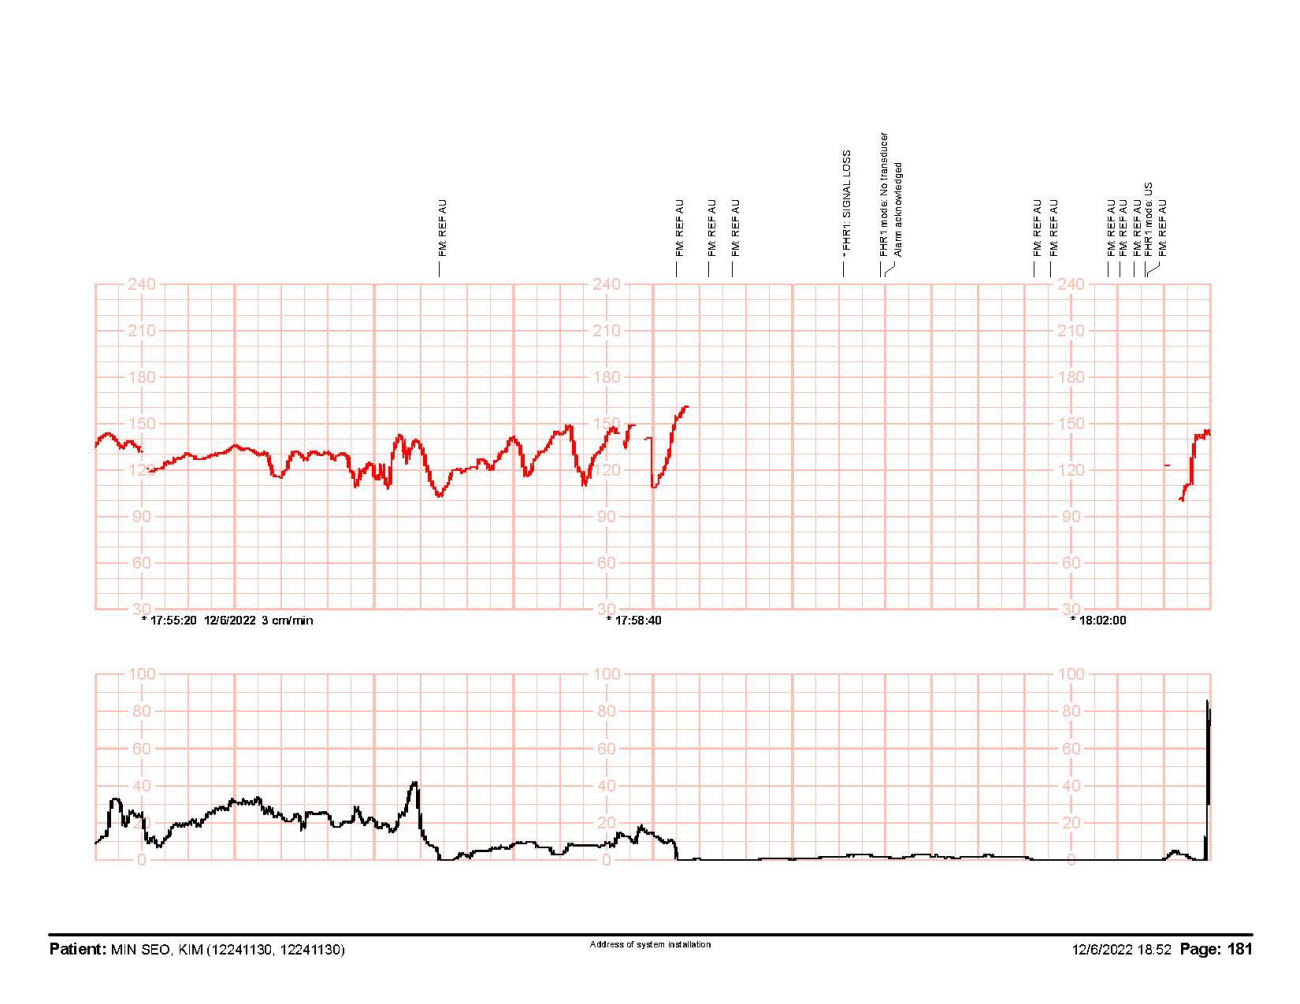 FM: REF AU
FM: REF AU
FM: REF AU
FM: REF AU
* FHR1: SIGNAL LOSS
FHR1 mode: No transducer
Alarm acknowledged
FM: REF AU
FM: REF AU
FM: REF AU
FM: REF AU
FM: REF AU
FHR1 mode: US
FM: REF AU
240 240 240
210 210 210
180 180 180
150 150 150
120 120 120
90 90 90
60 60 60
30 30 30
* 17:55:20 12/6/2022 3 cm/min * 17:58:40 * 18:02:00
100 100 100
80 80 80
60 60 60
40 40 40
20 20 20
0 0 0
Patient: MIN SEO, KIM (12241130, 12241130) Address of system installation 12/6/2022 18:52 Page: 181